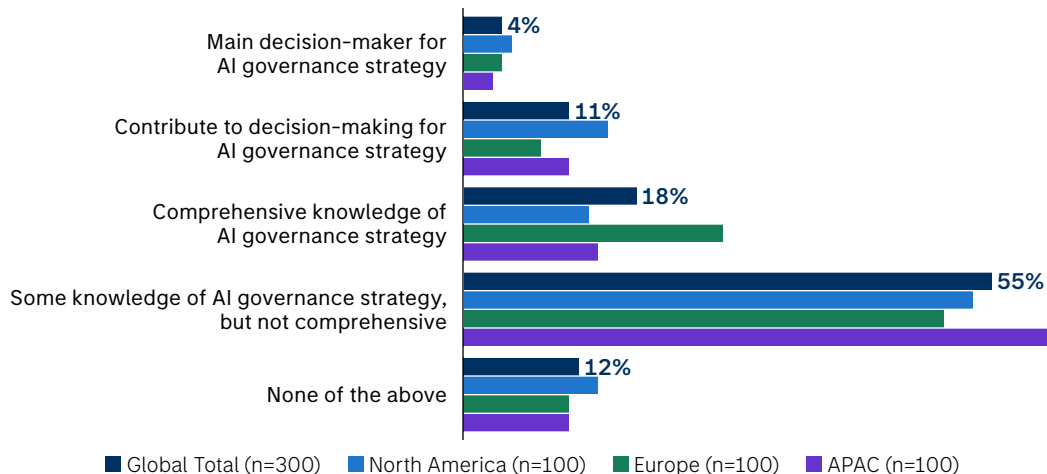 Main decision-maker for
AI governance strategy
4%
Contribute to decision-making for
AI governance strategy
11%
Comprehensive knowledge of
AI governance strategy
18%
Some knowledge of AI governance strategy,
but not comprehensive
55%
None of the above
12%
Global Total (n=300) North America (n=100) Europe (n=100) APAC (n=100)